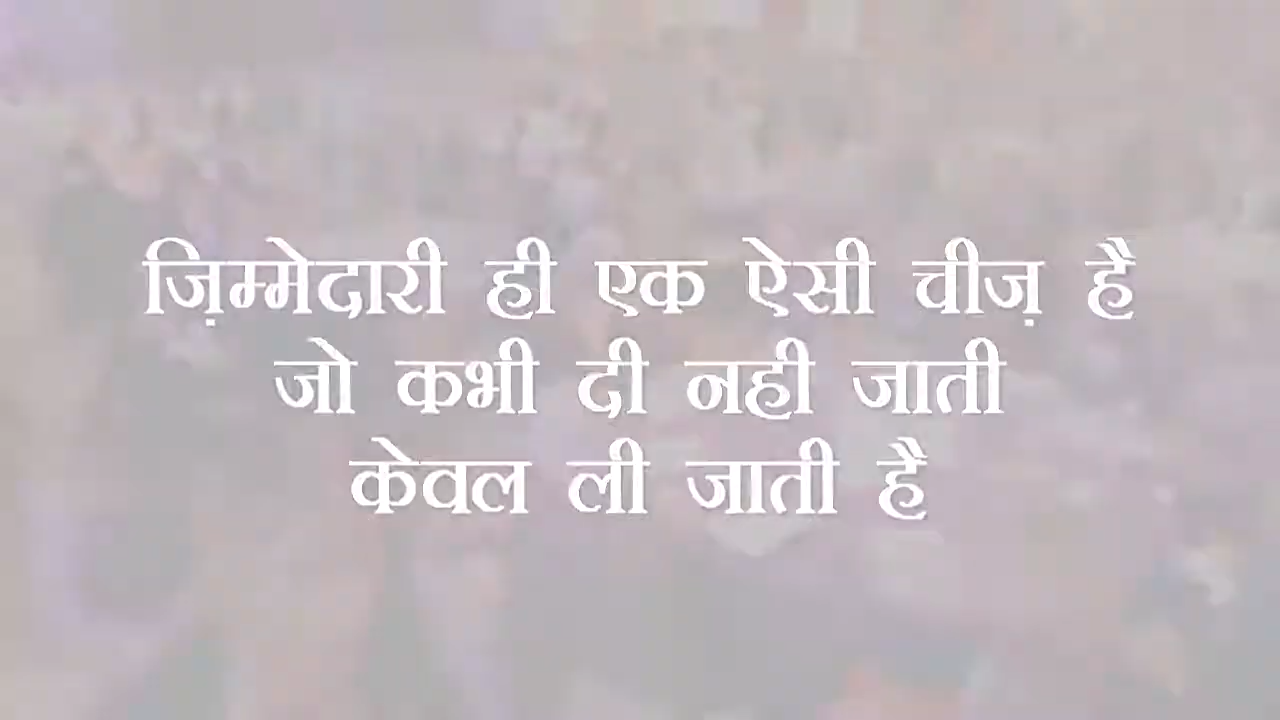 ज़िम्मेदारी ही एक ऐसी चीज़ है
जो कभी दी नही जाती
केवल ली जाती है